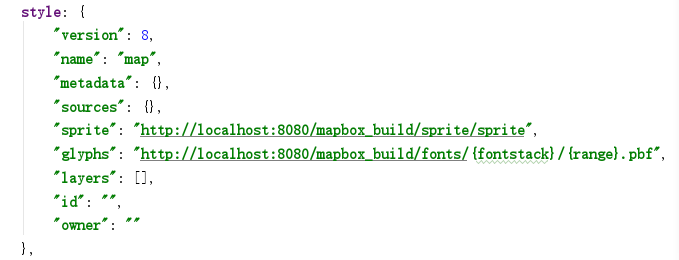 style: {
"version": 8,
"name": "map",
"metadata": {},
"sources": {},
"sprite": "http://localhost:8080/mapbox_build/sprite/sprite",
"glyphs": "http://localhost:8080/mapbox_build/fonts/{fontstack}/{range}.pbf",
"layers": [],
"id": "",
"owner": ""
},